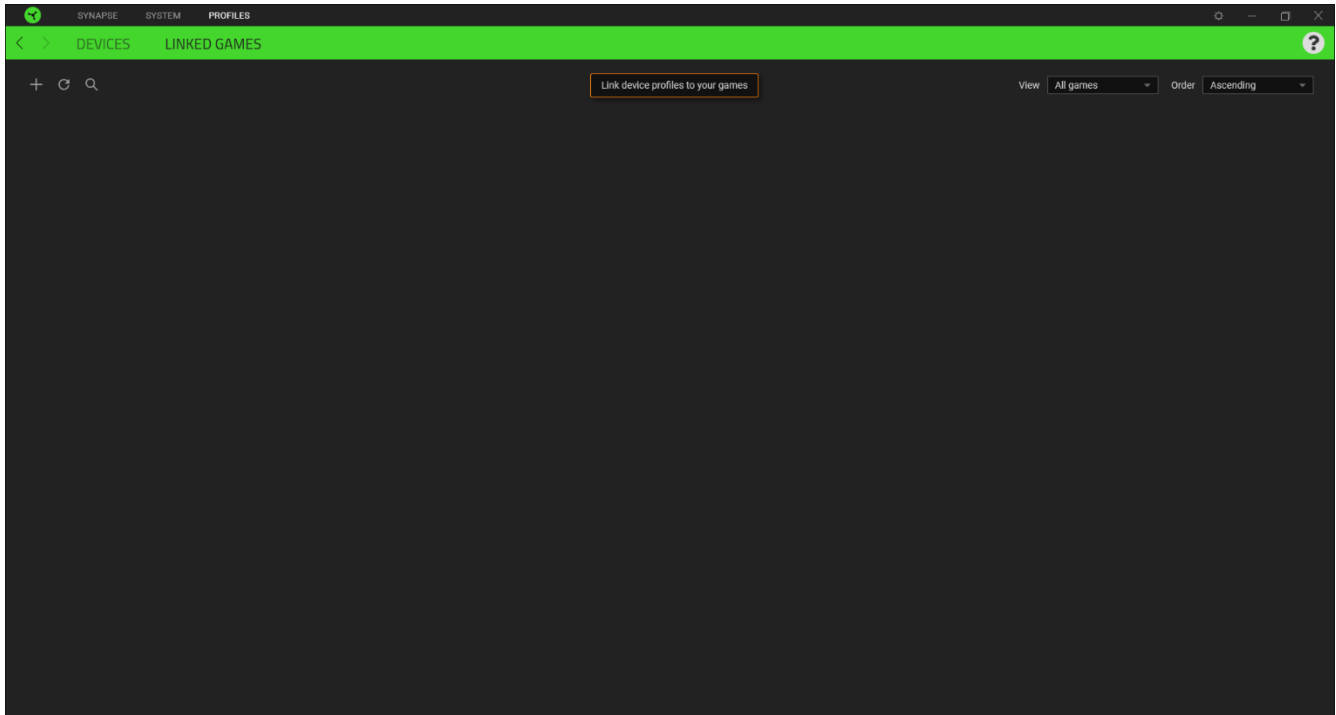 SYNAPSE SYSTEM PROFILES
DEVICES LINKED GAMES ?
Link device profiles to your games View All games Order Ascending